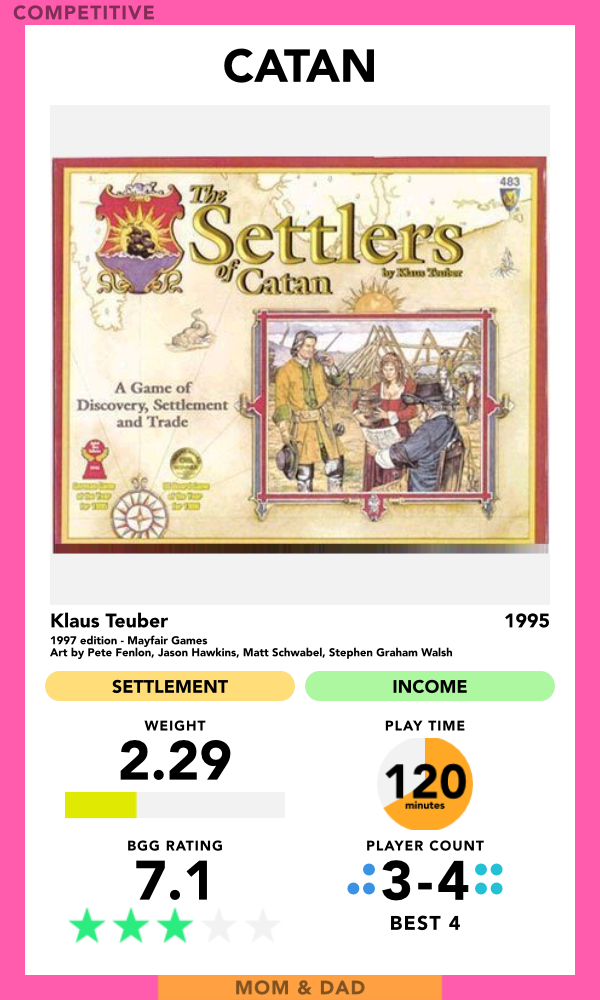 COMPETITIVE
CATAN
483
The
Settlers
of Catan
by Klaus Teuber
A Game of
Discovery, Settlement
and Trade
Klaus Teuber
1995
1997 edition - Mayfair Games
Art by Pete Fenlon, Jason Hawkins, Matt Schwabel, Stephen Graham Walsh
SETTLEMENT
INCOME
WEIGHT
2.29
PLAY TIME
120
minutes
BGG RATING
7.1
PLAYER COUNT
3-4
BEST 4
MOM & DAD